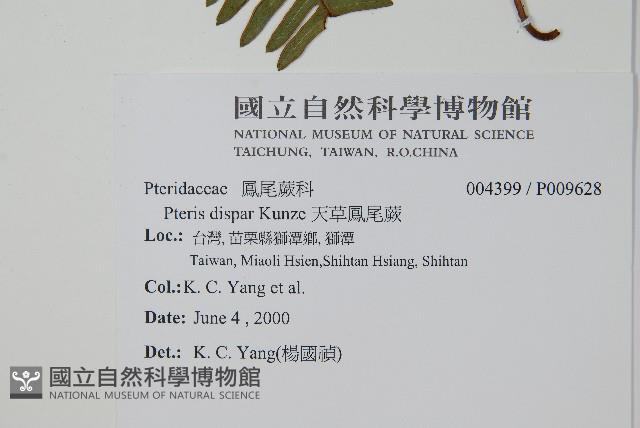 國立自然科學博物館
NATIONAL MUSEUM OF NATURAL SCIENCE
TAICHUNG, TAIWAN, R.O.CHINA
Pteridaceae 鳳尾蕨科 004399 / P009628
Pteris dispar Kunze 天草鳳尾蕨
Loc.: 台灣, 苗栗縣獅潭鄉, 獅潭
Taiwan, Miaoli Hsien,Shihtan Hsiang, Shihtan
Col.:K. C. Yang et al.
Date: June 4 , 2000
Det.: K. C. Yang(楊國禎)
國立自然科學博物館
NATIONAL MUSEUM OF NATURAL SCIENCE